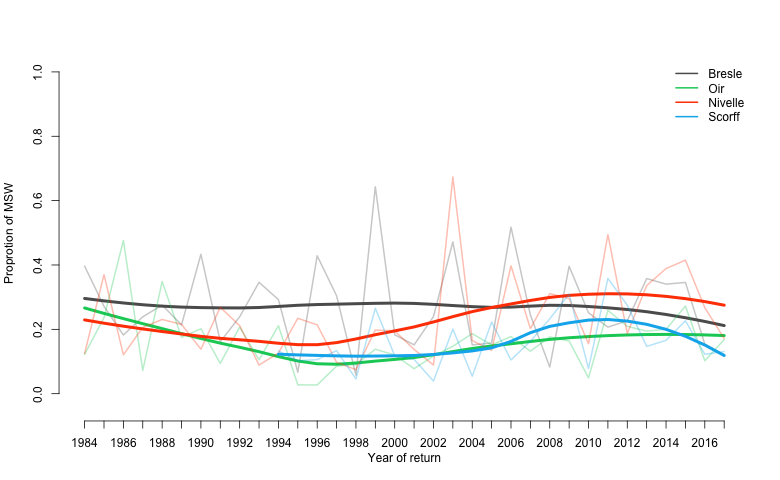 Bresle
Oir
Nivelle
Scorff
Proprotion of MSW
1.0
0.8
0.6
0.4
0.2
0.0
1984 1986 1988 1990 1992 1994 1996 1998 2000 2002 2004 2006 2008 2010 2012 2014 2016
Year of return